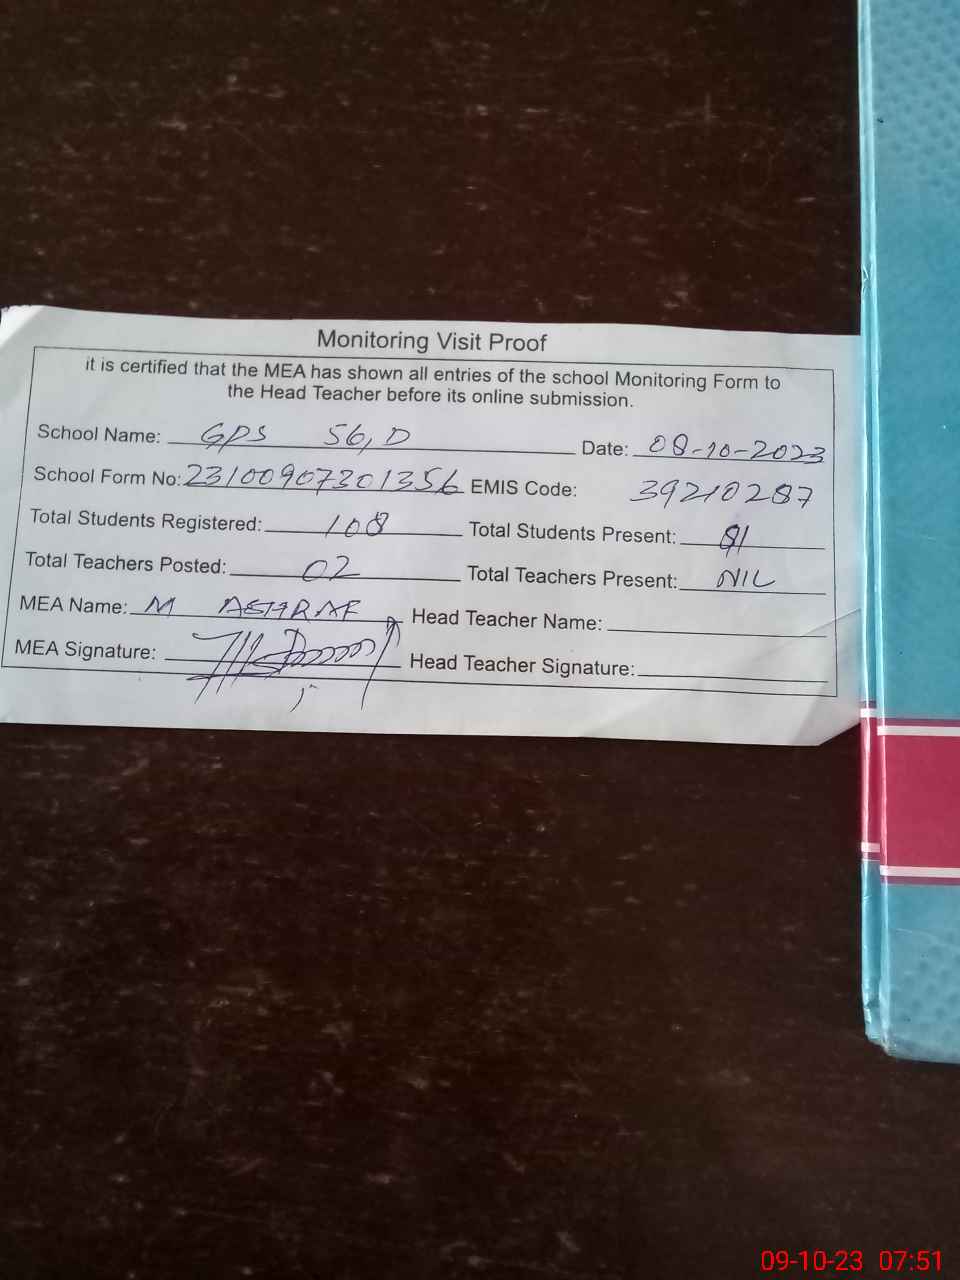 Monitoring Visit Proof
it is certified that the MEA has shown all entries of the school Monitoring Form to
the Head Teacher before its online submission.
School Name: GPS 56, D Date: 08-10-2023
School Form No: 23100907301356 EMIS Code: 39210287
Total Students Registered: 108 Total Students Present:
Total Teachers Posted: 02 Total Teachers Present: NIL
MEA Name: M ASHRAF Head Teacher Name:
MEA Signature: Head Teacher Signature:
09-10-23 07:51